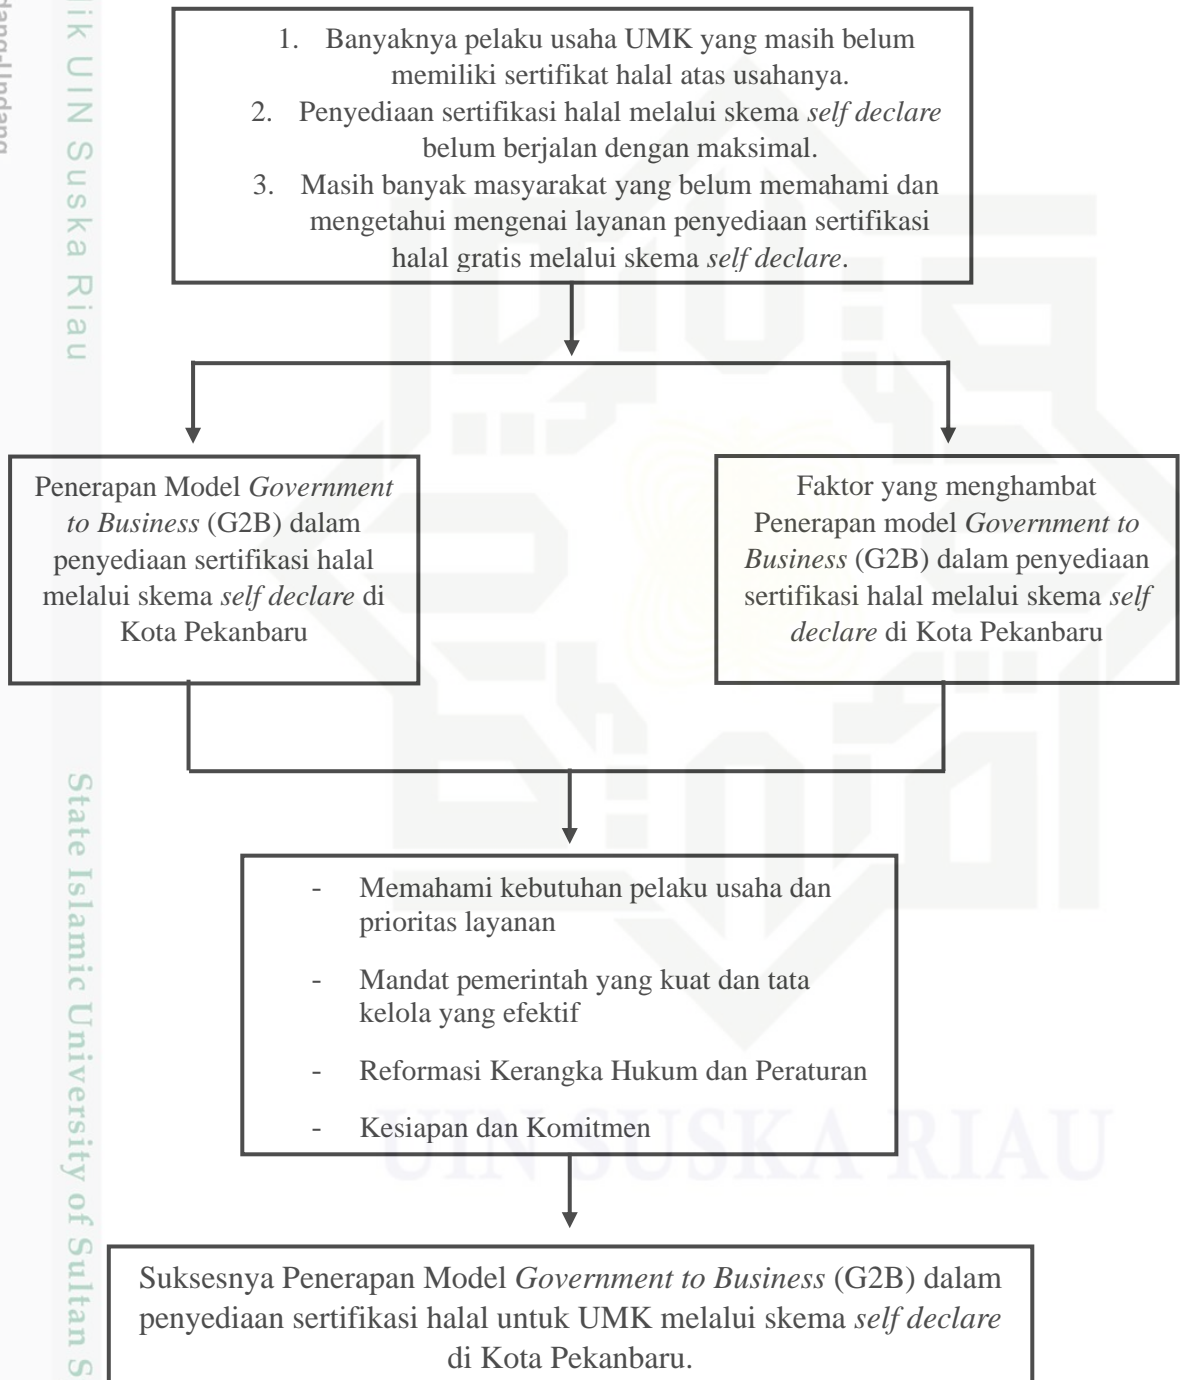 1. Banyaknya pelaku usaha UMK yang masih belum
memiliki sertifikat halal atas usahanya.
2. Penyediaan sertifikasi halal melalui skema self declare
belum berjalan dengan maksimal.
3. Masih banyak masyarakat yang belum memahami dan
mengetahui mengenai layanan penyediaan sertifikasi
halal gratis melalui skema self declare.
Penerapan Model Government
to Business (G2B) dalam
penyediaan sertifikasi halal
melalui skema self declare di
Kota Pekanbaru
Faktor yang menghambat
Penerapan model Government to
Business (G2B) dalam penyediaan
sertifikasi halal melalui skema self
declare di Kota Pekanbaru
- Memahami kebutuhan pelaku usaha dan
prioritas layanan
- Mandat pemerintah yang kuat dan tata
kelola yang efektif
- Reformasi Kerangka Hukum dan Peraturan
- Kesiapan dan Komitmen
Suksesnya Penerapan Model Government to Business (G2B) dalam
penyediaan sertifikasi halal untuk UMK melalui skema self declare
di Kota Pekanbaru.
UIN SUSKA RIAU
lik UIN Suska Riau
State Islamic University of Sultan S